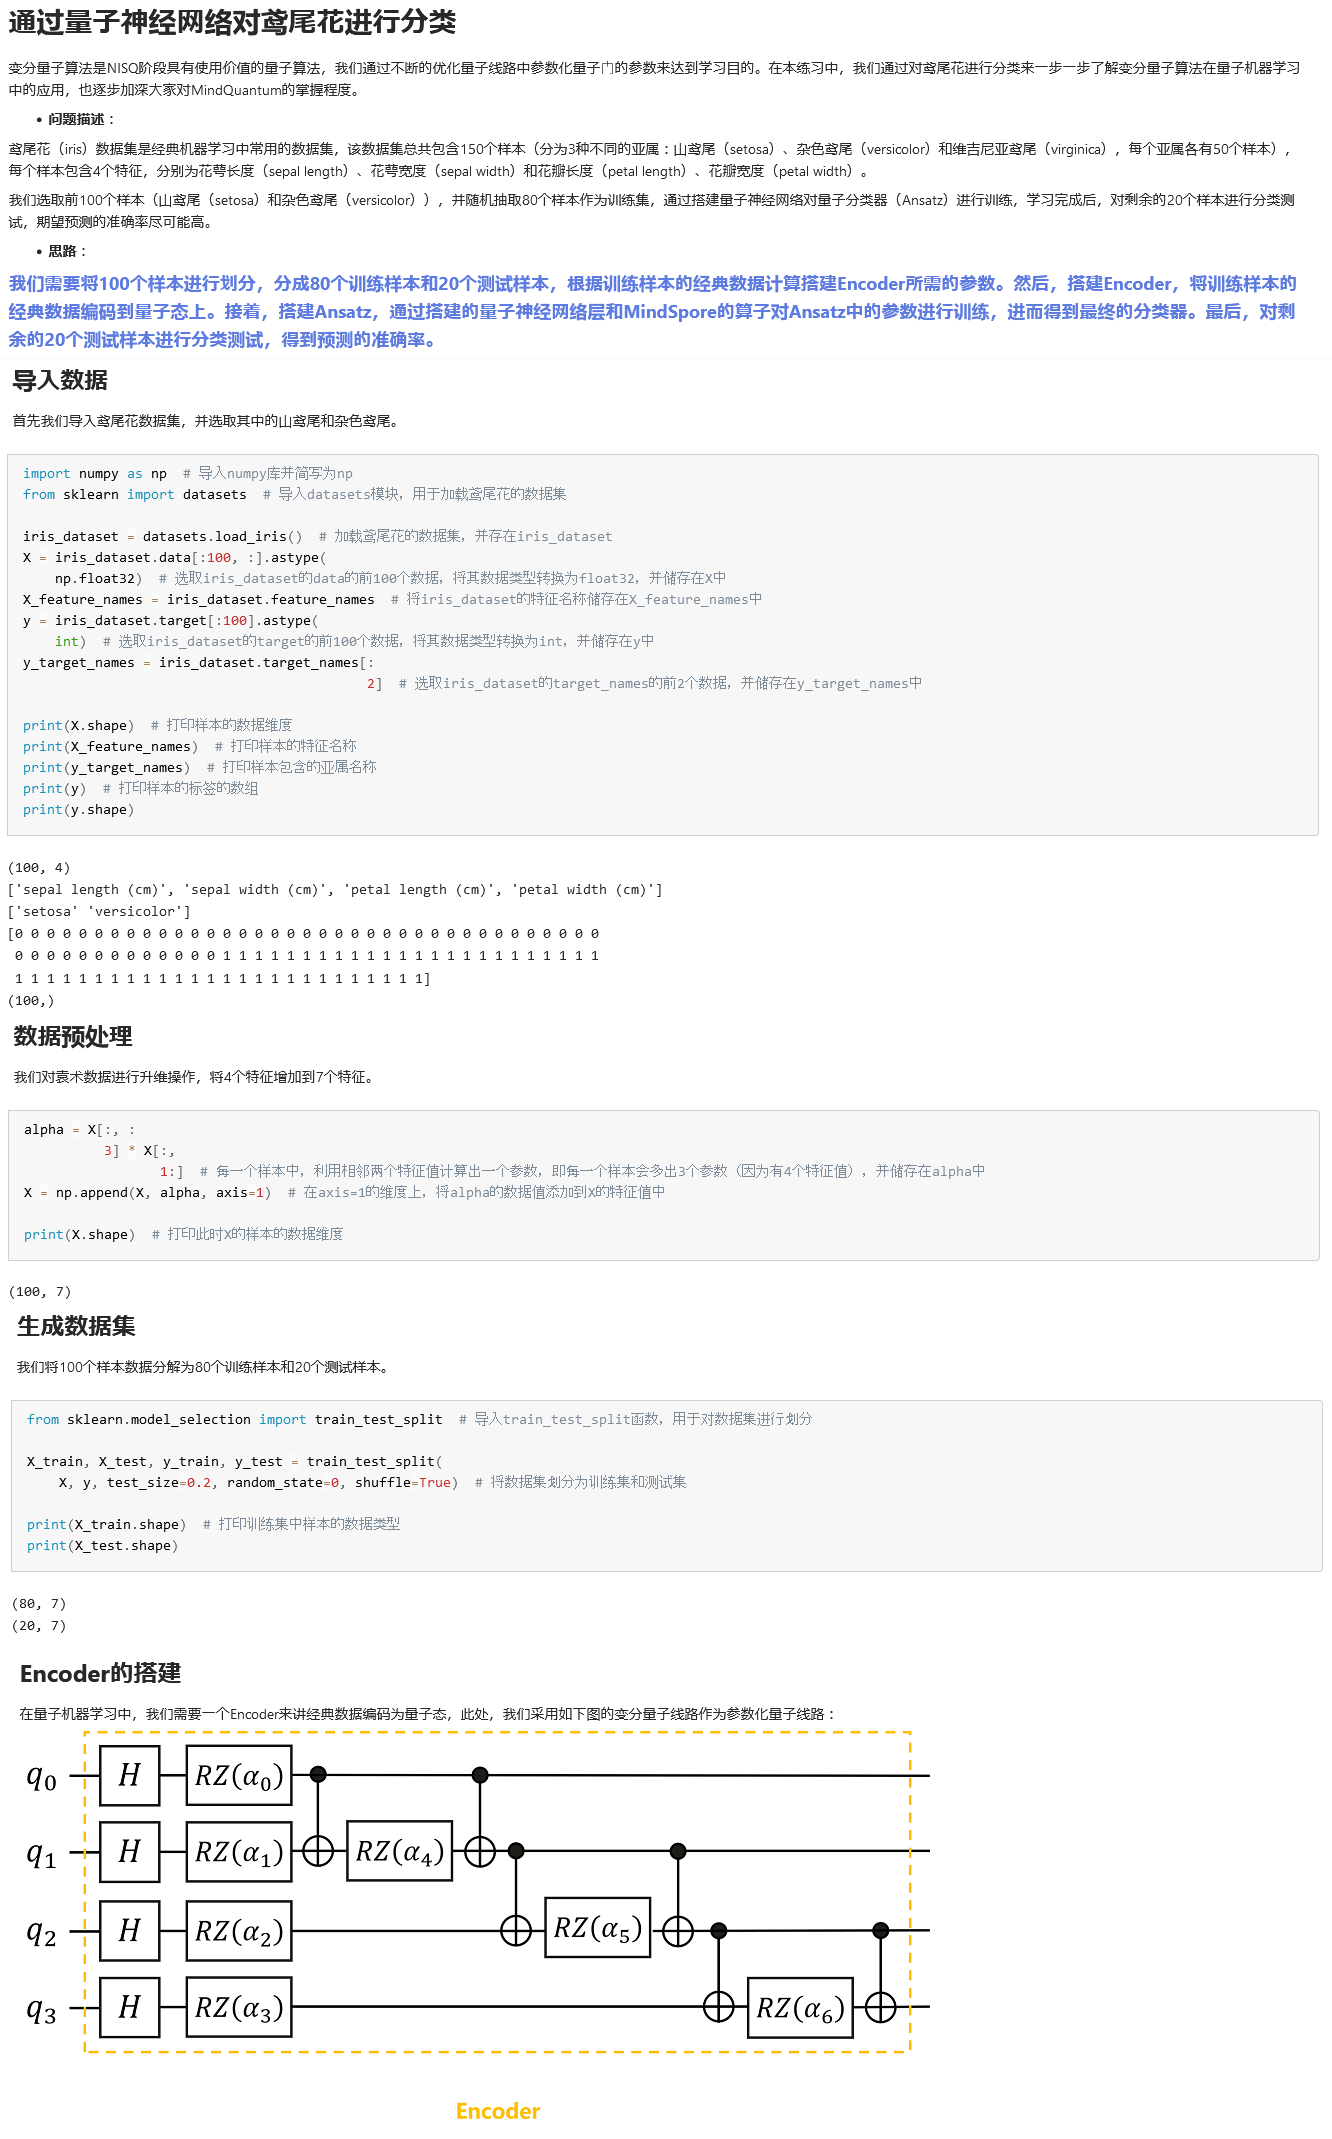 通过量子神经网络对鸢尾花进行分类
变分量子算法是NISQ阶段具有使用价值的量子算法，我们通过不断的优化量子线路中参数化量子门的参数来达到学习目的。在本练习中，我们通过对鸢尾花进行分类来一步一步了解变分量子算法在量子机器学习
中的应用，也逐步加深大家对MindQuantum的掌握程度。
• 问题描述：
鸢尾花（iris）数据集是经典机器学习中常用的数据集，该数据集总共包含150个样本（分为3种不同的亚属：山鸢尾（setosa）、杂色鸢尾（versicolor）和维吉尼亚鸢尾（virginica），每个亚属各有50个样本），
每个样本包含4个特征，分别为花萼长度（sepal length）、花萼宽度（sepal width）和花瓣长度（petal length）、花瓣宽度（petal width）。
我们选取前100个样本（山鸢尾（setosa）和杂色鸢尾（versicolor）），并随机抽取80个样本作为训练集，通过搭建量子神经网络对量子分类器（Ansatz）进行训练，学习完成后，对剩余的20个样本进行分类测
试，期望预测的准确率尽可能高。
• 思路：
我们需要将100个样本进行划分，分成80个训练样本和20个测试样本，根据训练样本的经典数据计算搭建Encoder所需的参数。然后，搭建Encoder，将训练样本的
经典数据编码到量子态上。接着，搭建Ansatz，通过搭建的量子神经网络层和MindSpore的算子对Ansatz中的参数进行训练，进而得到最终的分类器。最后，对剩
余的20个测试样本进行分类测试，得到预测的准确率。
导入数据
首先我们导入鸢尾花数据集，并选取其中的山鸢尾和杂色鸢尾。
import numpy as np  # 导入numpy库并简写为np
from sklearn import datasets  # 导入datasets模块，用于加载鸢尾花的数据集
iris_dataset = datasets.load_iris()  # 加载鸢尾花的数据集，并存在iris_dataset
X = iris_dataset.data[:100, :].astype(
    np.float32)  # 选取iris_dataset的data的前100个数据，将其数据类型转换为float32，并储存在X中
X_feature_names = iris_dataset.feature_names  # 将iris_dataset的特征名称储存在X_feature_names中
y = iris_dataset.target[:100].astype(
    int)  # 选取iris_dataset的target的前100个数据，将其数据类型转换为int，并储存在y中
y_target_names = iris_dataset.target_names[:
                                           2]  # 选取iris_dataset的target_names的前2个数据，并储存在y_target_names中
print(X.shape)  # 打印样本的数据维度
print(X_feature_names)  # 打印样本的特征名称
print(y_target_names)  # 打印样本包含的亚属名称
print(y)  # 打印样本的标签的数组
print(y.shape)
(100, 4)
['sepal length (cm)', 'sepal width (cm)', 'petal length (cm)', 'petal width (cm)']
['setosa' 'versicolor']
[0 0 0 0 0 0 0 0 0 0 0 0 0 0 0 0 0 0 0 0 0 0 0 0 0 0 0 0 0 0 0 0 0 0 0 0 0
 0 0 0 0 0 0 0 0 0 0 0 0 0 1 1 1 1 1 1 1 1 1 1 1 1 1 1 1 1 1 1 1 1 1 1 1 1
 1 1 1 1 1 1 1 1 1 1 1 1 1 1 1 1 1 1 1 1 1 1 1 1 1 1]
(100,)
数据预处理
我们对袁术数据进行升维操作，将4个特征增加到7个特征。
alpha = X[:, :
          3] * X[:,
                 1:]  # 每一个样本中，利用相邻两个特征值计算出一个参数，即每一个样本会多出3个参数（因为有4个特征值），并储存在alpha中
X = np.append(X, alpha, axis=1)  # 在axis=1的维度上，将alpha的数据值添加到X的特征值中
print(X.shape)  # 打印此时X的样本的数据维度
(100, 7)
生成数据集
我们将100个样本数据分解为80个训练样本和20个测试样本。
from sklearn.model_selection import train_test_split  # 导入train_test_split函数，用于对数据集进行划分
X_train, X_test, y_train, y_test = train_test_split(
    X, y, test_size=0.2, random_state=0, shuffle=True)  # 将数据集划分为训练集和测试集
print(X_train.shape)  # 打印训练集中样本的数据类型
print(X_test.shape)
(80, 7)
(20, 7)
Encoder的搭建
在量子机器学习中，我们需要一个Encoder来讲经典数据编码为量子态，此处，我们采用如下图的变分量子线路作为参数化量子线路：
q₀ H RZ(α₀)
q₁ H RZ(α₁) RZ(α₄)
q₂ H RZ(α₂) RZ(α₅)
q₃ H RZ(α₃) RZ(α₆)
Encoder